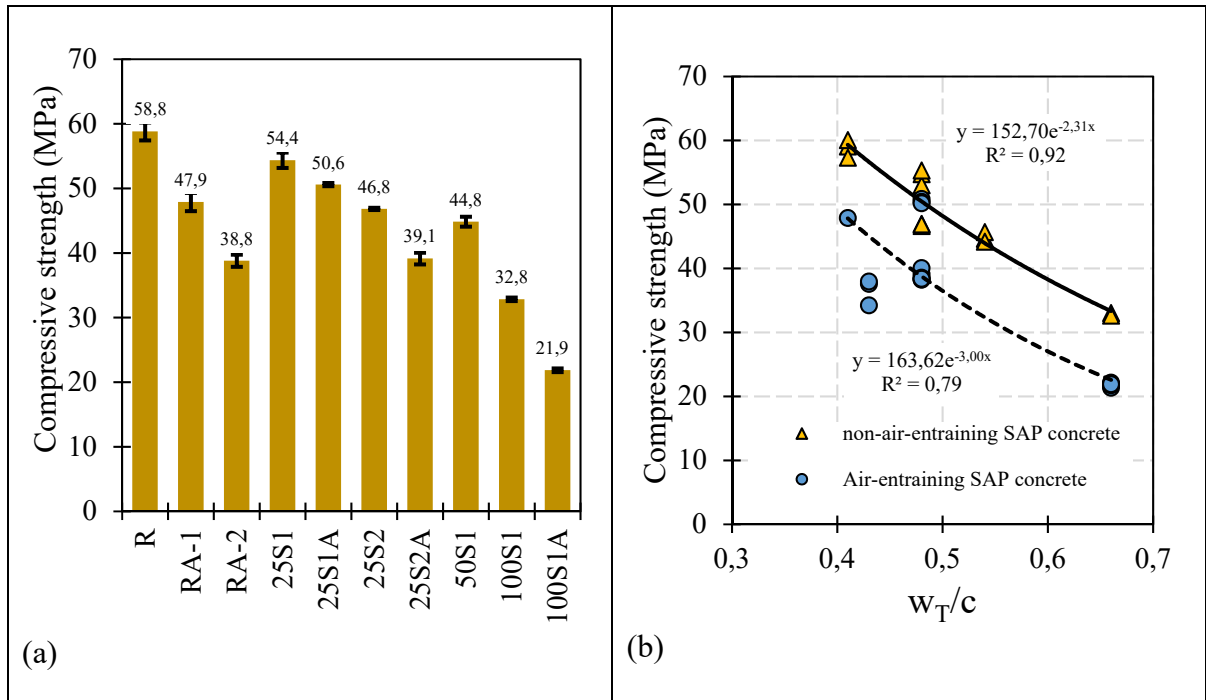 70
60
50
40
30
20
10
0
Compressive strength (MPa)
58,8
47,9
38,8
54,4
50,6
46,8
39,1
44,8
32,8
21,9
R
RA-1
RA-2
25S1
25S1A
25S2
25S2A
50S1
100S1
100S1A
(a)
70
60
50
40
30
20
10
0
Compressive strength (MPa)
y = 152,70e^-2,31x
R² = 0,92
y = 163,62e^-3,00x
R² = 0,79
non-air-entraining SAP concrete
Air-entraining SAP concrete
0,3 0,4 0,5 0,6 0,7
w_T/c
(b)